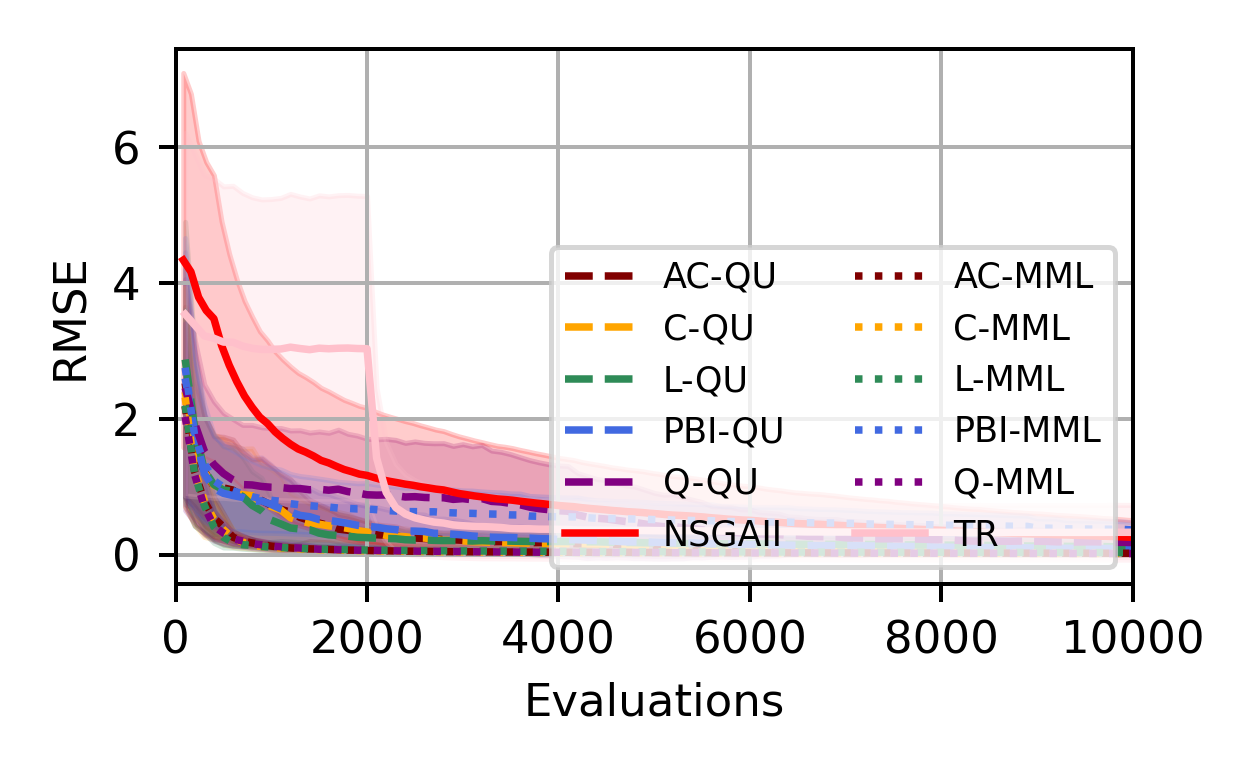 RMSE
6
4
2
0
AC-QU
C-QU
L-QU
PBI-QU
Q-QU
NSGAII
AC-MML
C-MML
L-MML
PBI-MML
Q-MML
TR
0 2000 4000 6000 8000 10000
Evaluations